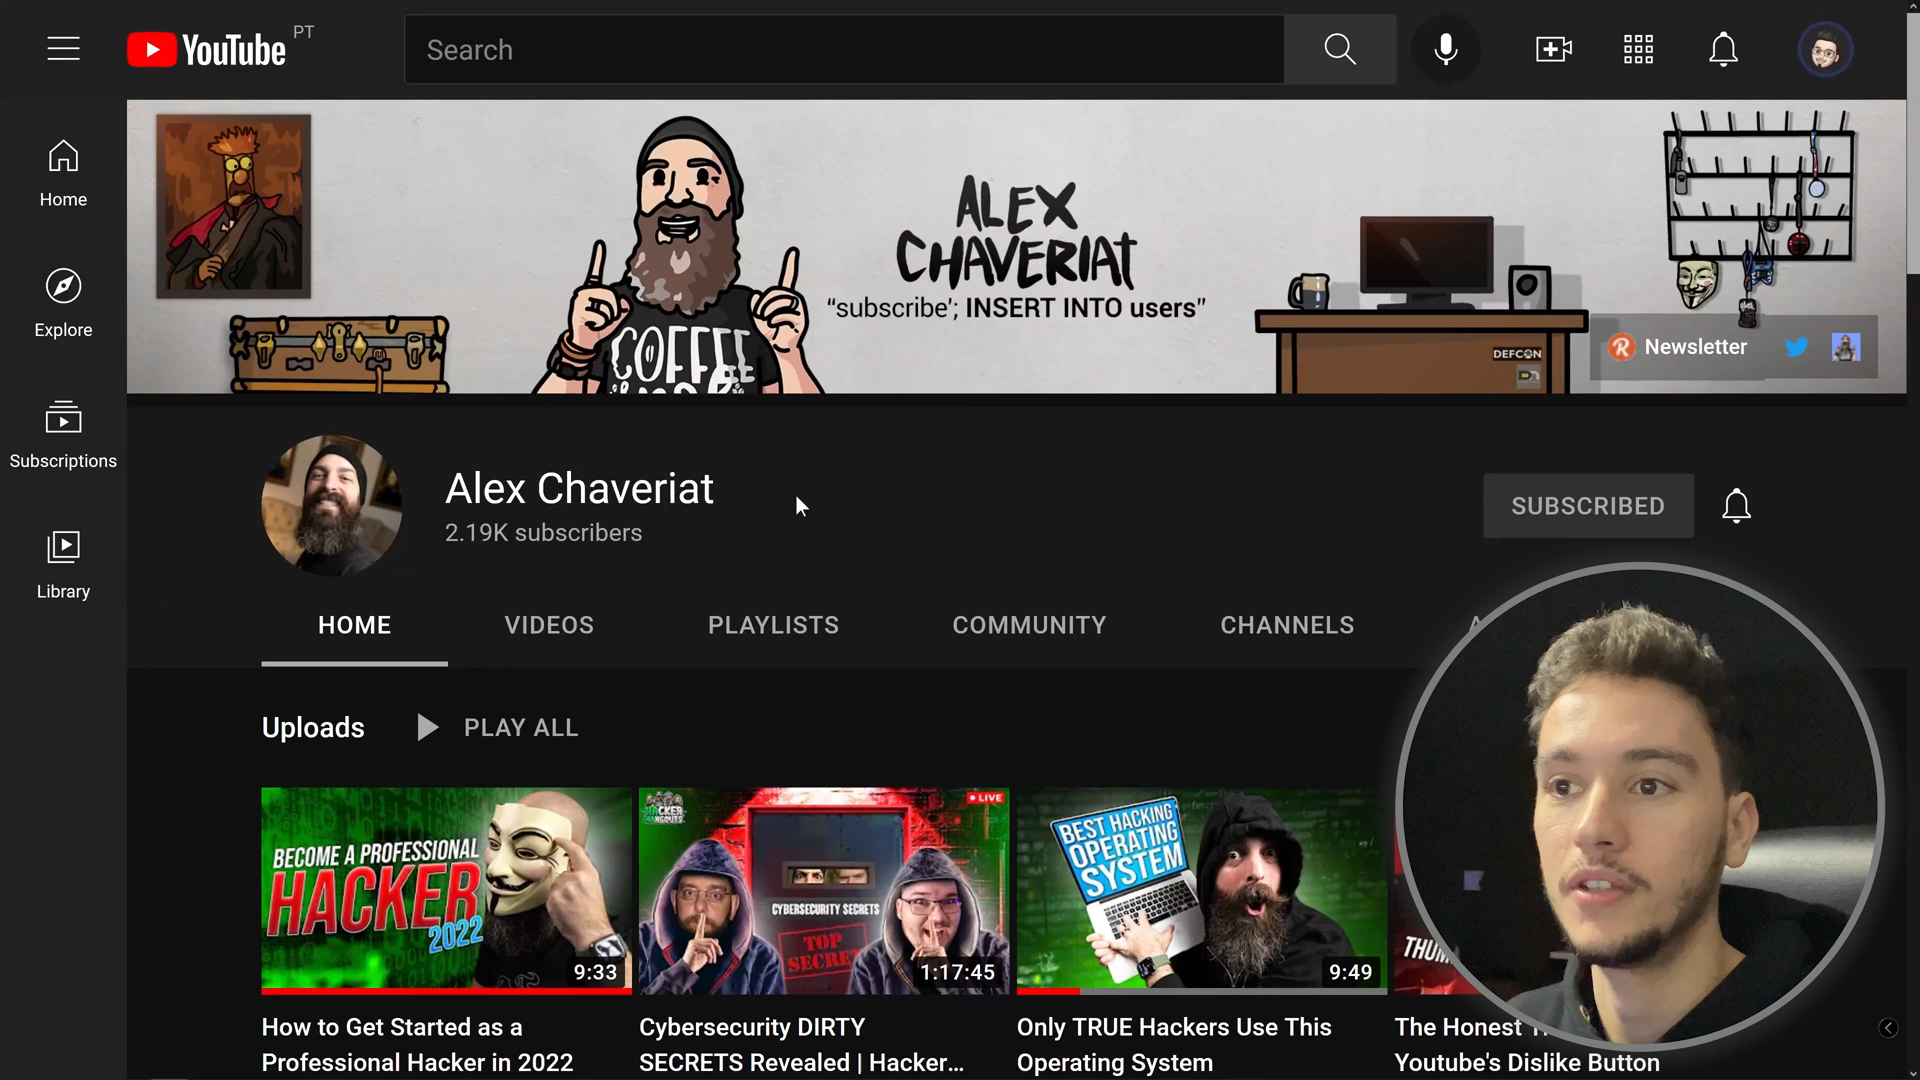 YouTube PT
Search
Home
Explore
Subscriptions
Library
ALEX
CHAVERIAT
“subscribe’; INSERT INTO users”
COFFEE
DEFCON
Newsletter
Alex Chaveriat
2.19K subscribers
SUBSCRIBED
HOME VIDEOS PLAYLISTS COMMUNITY CHANNELS
Uploads PLAY ALL
BECOME A PROFESSIONAL
HACKER
2022
9:33
HACKER
HANGOUTS
LIVE
CYBERSECURITY SECRETS
TOP
SECRET
1:17:45
BEST HACKING
OPERATING
SYSTEM
9:49
How to Get Started as a
Professional Hacker in 2022
Cybersecurity DIRTY
SECRETS Revealed | Hacker...
Only TRUE Hackers Use This
Operating System
The Honest
Youtube's Dislike Button